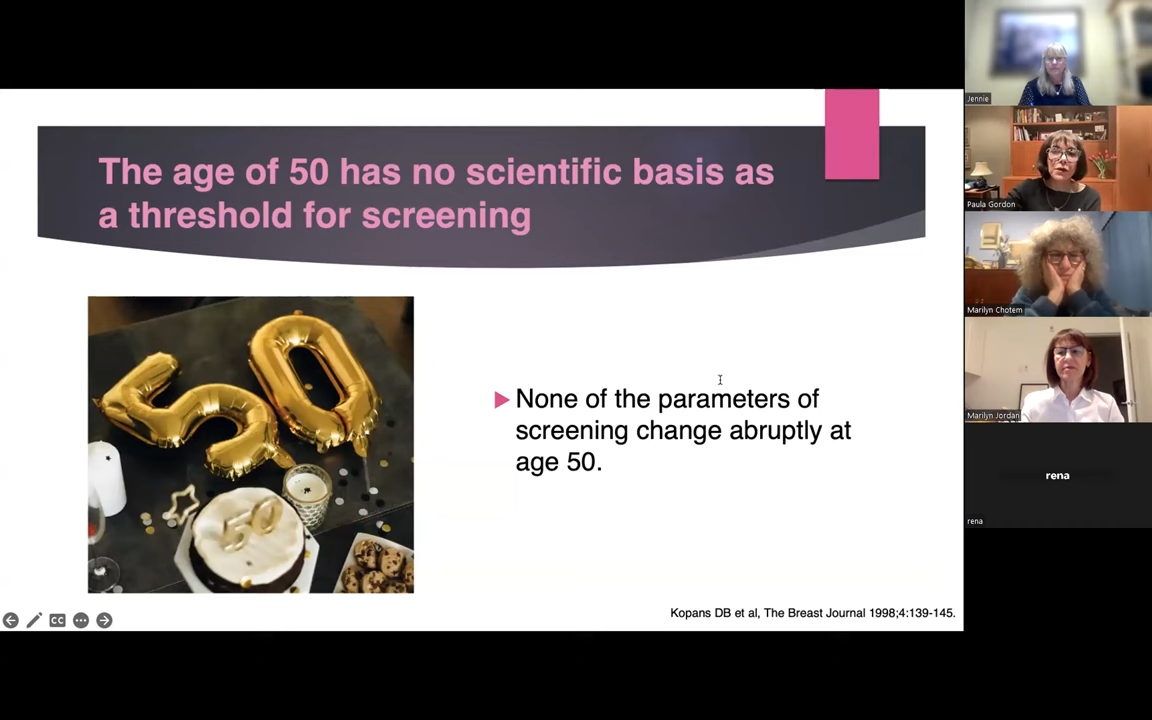 The age of 50 has no scientific basis as
a threshold for screening
50
50
None of the parameters of
screening change abruptly at
age 50.
Kopans DB et al, The Breast Journal 1998;4:139-145.
CC
Jennie
Paula Gordon
Marilyn Chotem
Marilyn Jordan
rena
rena